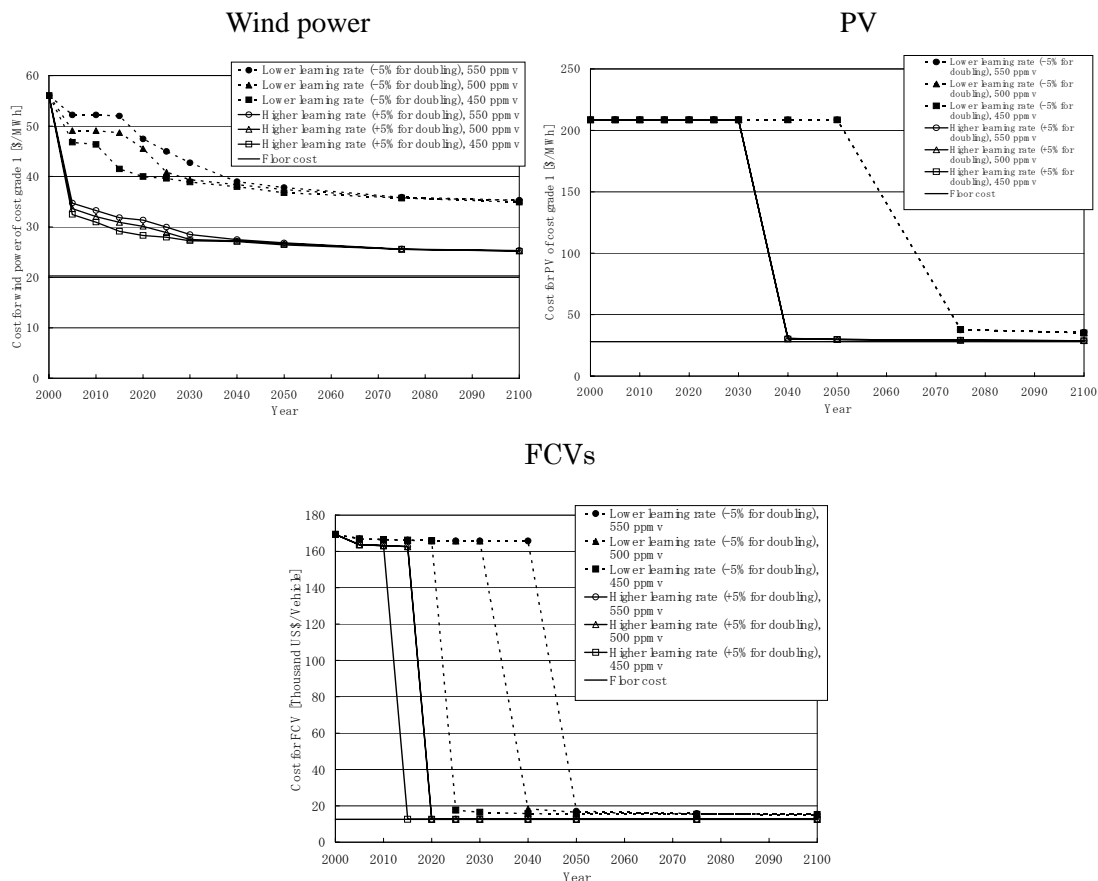 Wind power
PV
60
50
40
30
20
10
0
Cost for wind power of cost grade 1 [$/MWh]
2000 2010 2020 2030 2040 2050 2060 2070 2080 2090 2100
Year
Lower learning rate (−5% for doubling), 550 ppmv
Lower learning rate (−5% for doubling), 500 ppmv
Lower learning rate (−5% for doubling), 450 ppmv
Higher learning rate (+5% for doubling), 550 ppmv
Higher learning rate (+5% for doubling), 500 ppmv
Higher learning rate (+5% for doubling), 450 ppmv
Floor cost
250
200
150
100
50
0
Cost for PV of cost grade 1 [$/MWh]
2000 2010 2020 2030 2040 2050 2060 2070 2080 2090 2100
Year
Lower learning rate (−5% for
doubling), 550 ppmv
Lower learning rate (−5% for
doubling), 500 ppmv
Lower learning rate (−5% for
doubling), 450 ppmv
Higher learning rate (+5% for
doubling), 550 ppmv
Higher learning rate (+5% for
doubling), 500 ppmv
Higher learning rate (+5% for
doubling), 450 ppmv
Floor cost
FCVs
180
160
140
120
100
80
60
40
20
0
Cost for FCV [Thousand US$/Vehicle]
2000 2010 2020 2030 2040 2050 2060 2070 2080 2090 2100
Year
Lower learning rate (−5% for doubling),
550 ppmv
Lower learning rate (−5% for doubling),
500 ppmv
Lower learning rate (−5% for doubling),
450 ppmv
Higher learning rate (+5% for doubling),
550 ppmv
Higher learning rate (+5% for doubling),
500 ppmv
Higher learning rate (+5% for doubling),
450 ppmv
Floor cost